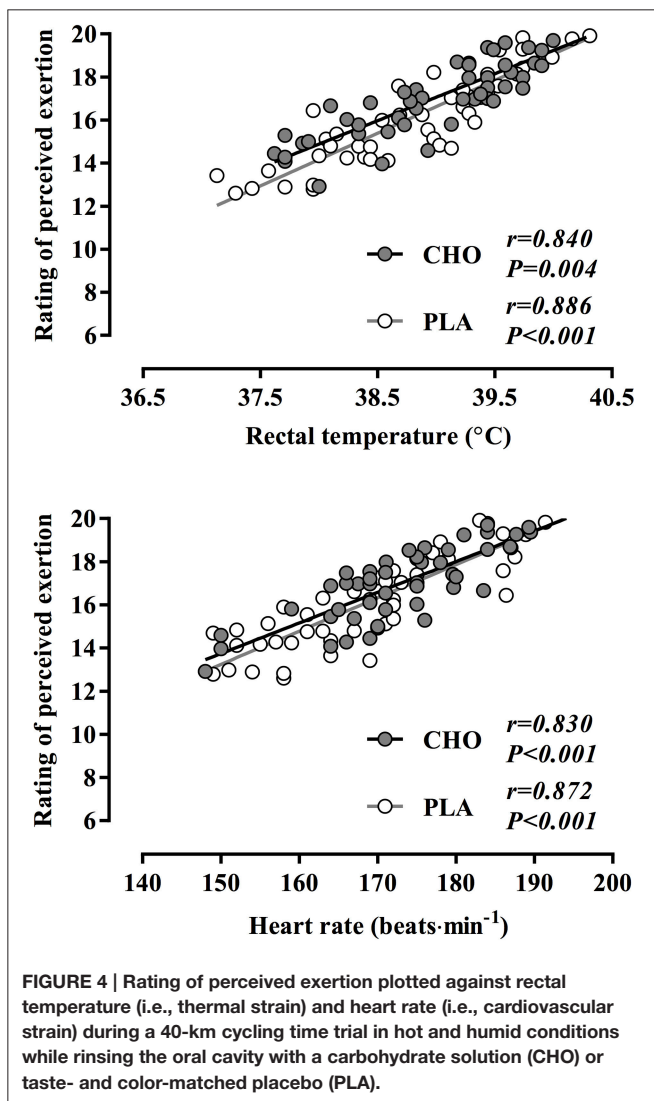 Rating of perceived exertion
20
18
16
14
12
10
8
6
CHO
r=0.840
P=0.004
PLA
r=0.886
P<0.001
36.5 37.5 38.5 39.5 40.5
Rectal temperature (°C)
Rating of perceived exertion
20
18
16
14
12
10
8
6
CHO
r=0.830
P<0.001
PLA
r=0.872
P<0.001
140 150 160 170 180 190 200
Heart rate (beats·min⁻¹)
FIGURE 4 | Rating of perceived exertion plotted against rectal
temperature (i.e., thermal strain) and heart rate (i.e., cardiovascular
strain) during a 40-km cycling time trial in hot and humid conditions
while rinsing the oral cavity with a carbohydrate solution (CHO) or
taste- and color-matched placebo (PLA).